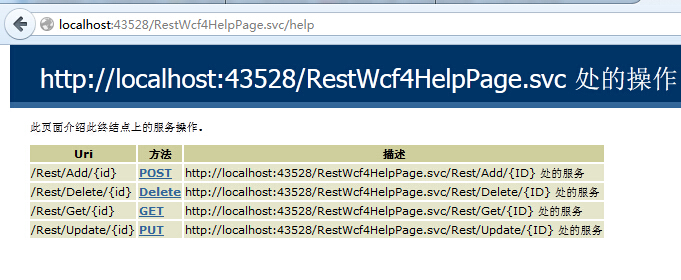 localhost:43528/RestWcf4HelpPage.svc/help
http://localhost:43528/RestWcf4HelpPage.svc 处的操作
此页面介绍此终结点上的服务操作。
Uri 方法 描述
/Rest/Add/{id} POST http://localhost:43528/RestWcf4HelpPage.svc/Rest/Add/{ID} 处的服务
/Rest/Delete/{id} Delete http://localhost:43528/RestWcf4HelpPage.svc/Rest/Delete/{ID} 处的服务
/Rest/Get/{id} GET http://localhost:43528/RestWcf4HelpPage.svc/Rest/Get/{ID} 处的服务
/Rest/Update/{id} PUT http://localhost:43528/RestWcf4HelpPage.svc/Rest/Update/{ID} 处的服务